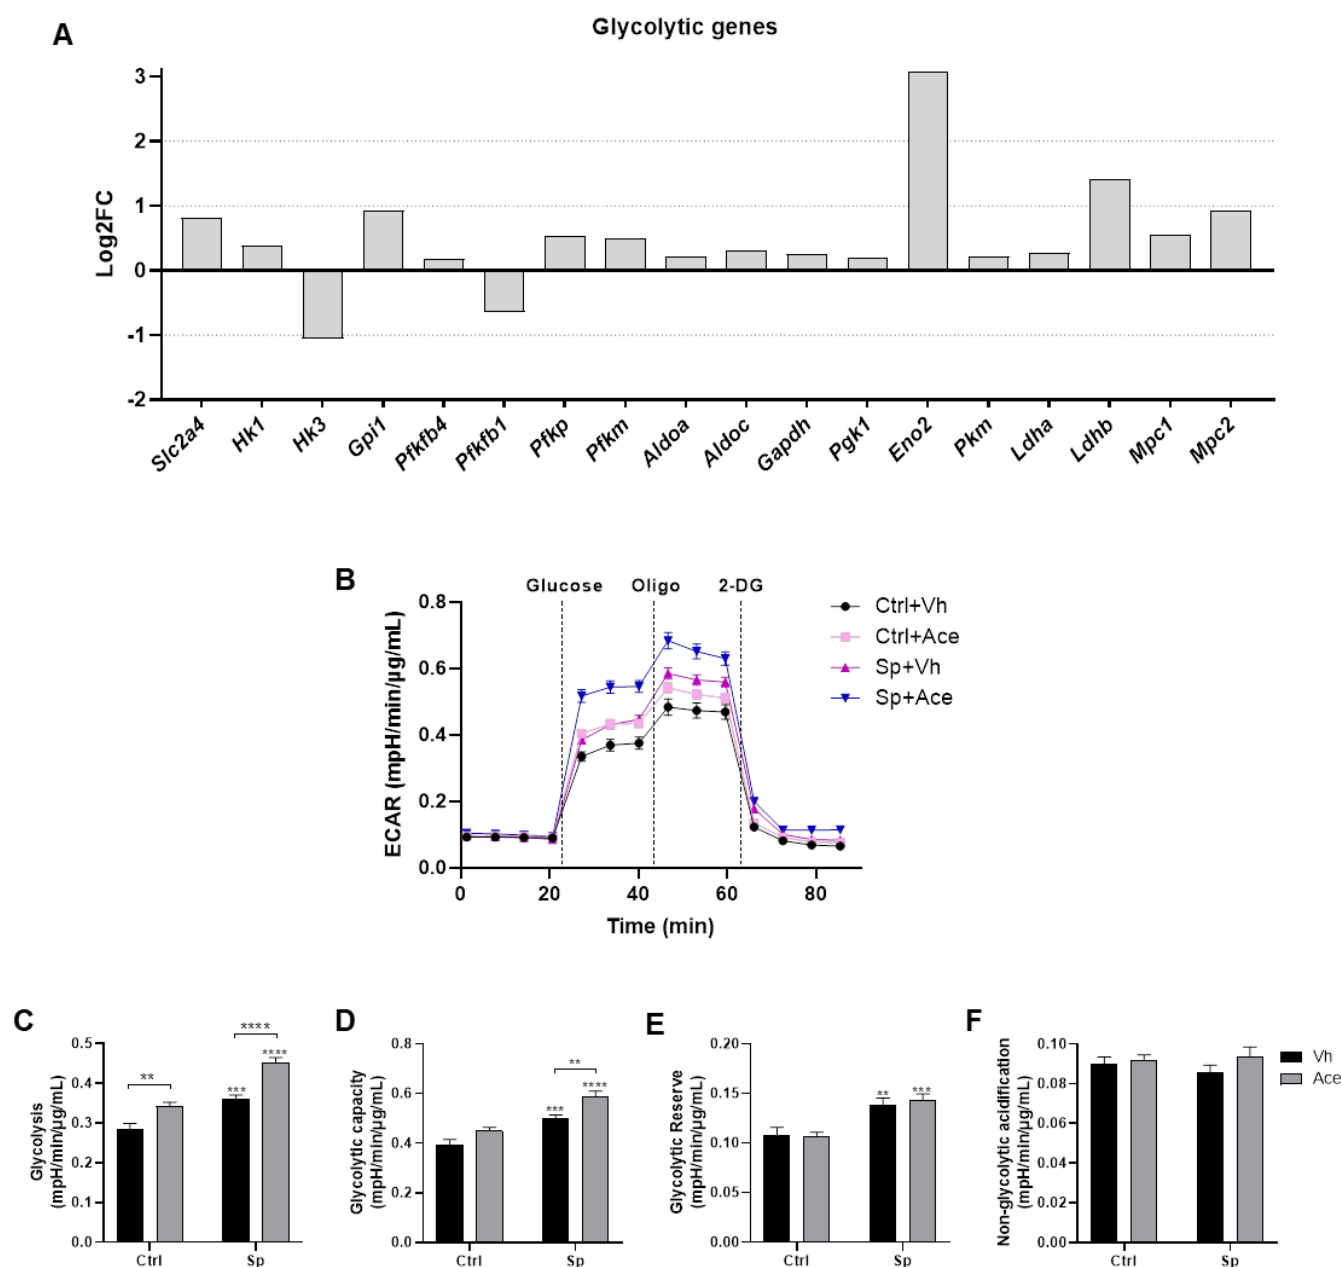 A
Glycolytic genes
Log2FC
3
2
1
0
-1
-2
Slc2a4
Hk1
Hk3
Gpi1
Pfkfb4
Pfkfb1
Pfkp
Pfkm
Aldoa
Aldoc
Gapdh
Pgk1
Eno2
Pkm
Ldha
Ldhb
Mpc1
Mpc2
B
Glucose Oligo 2-DG
ECAR (mpH/min/µg/mL)
0.8
0.6
0.4
0.2
0.0
0 20 40 60 80
Time (min)
Ctrl+Vh
Ctrl+Ace
Sp+Vh
Sp+Ace
C
Glycolysis
(mpH/min/µg/mL)
0.5
0.4
0.3
0.2
0.1
0.0
**
***
****
****
Ctrl Sp
D
Glycolytic capacity
(mpH/min/µg/mL)
0.8
0.6
0.4
0.2
0.0
**
***
****
Ctrl Sp
E
Glycolytic Reserve
(mpH/min/µg/mL)
0.20
0.15
0.10
0.05
0.00
**
***
Ctrl Sp
F
Non-glycolytic acidification
(mpH/min/µg/mL)
0.10
0.08
0.06
0.04
0.02
0.00
Ctrl Sp
Vh
Ace